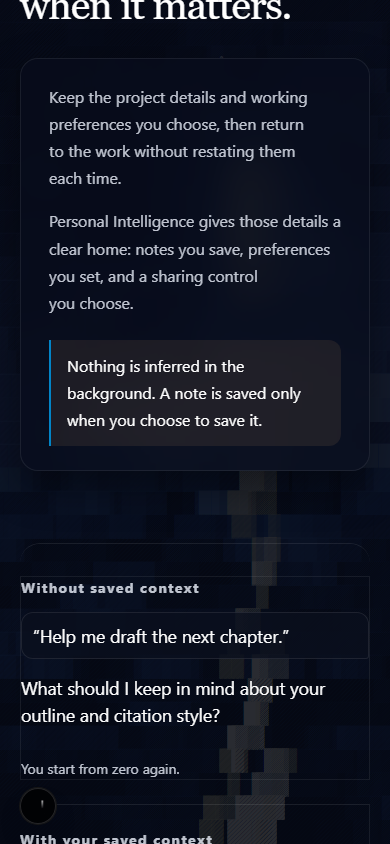 when it matters.
Keep the project details and working
preferences you choose, then return
to the work without restating them
each time.
Personal Intelligence gives those details a
clear home: notes you save, preferences
you set, and a sharing control
you choose.
Nothing is inferred in the
background. A note is saved only
when you choose to save it.
Without saved context
“Help me draft the next chapter.”
What should I keep in mind about your
outline and citation style?
You start from zero again.
With your saved context